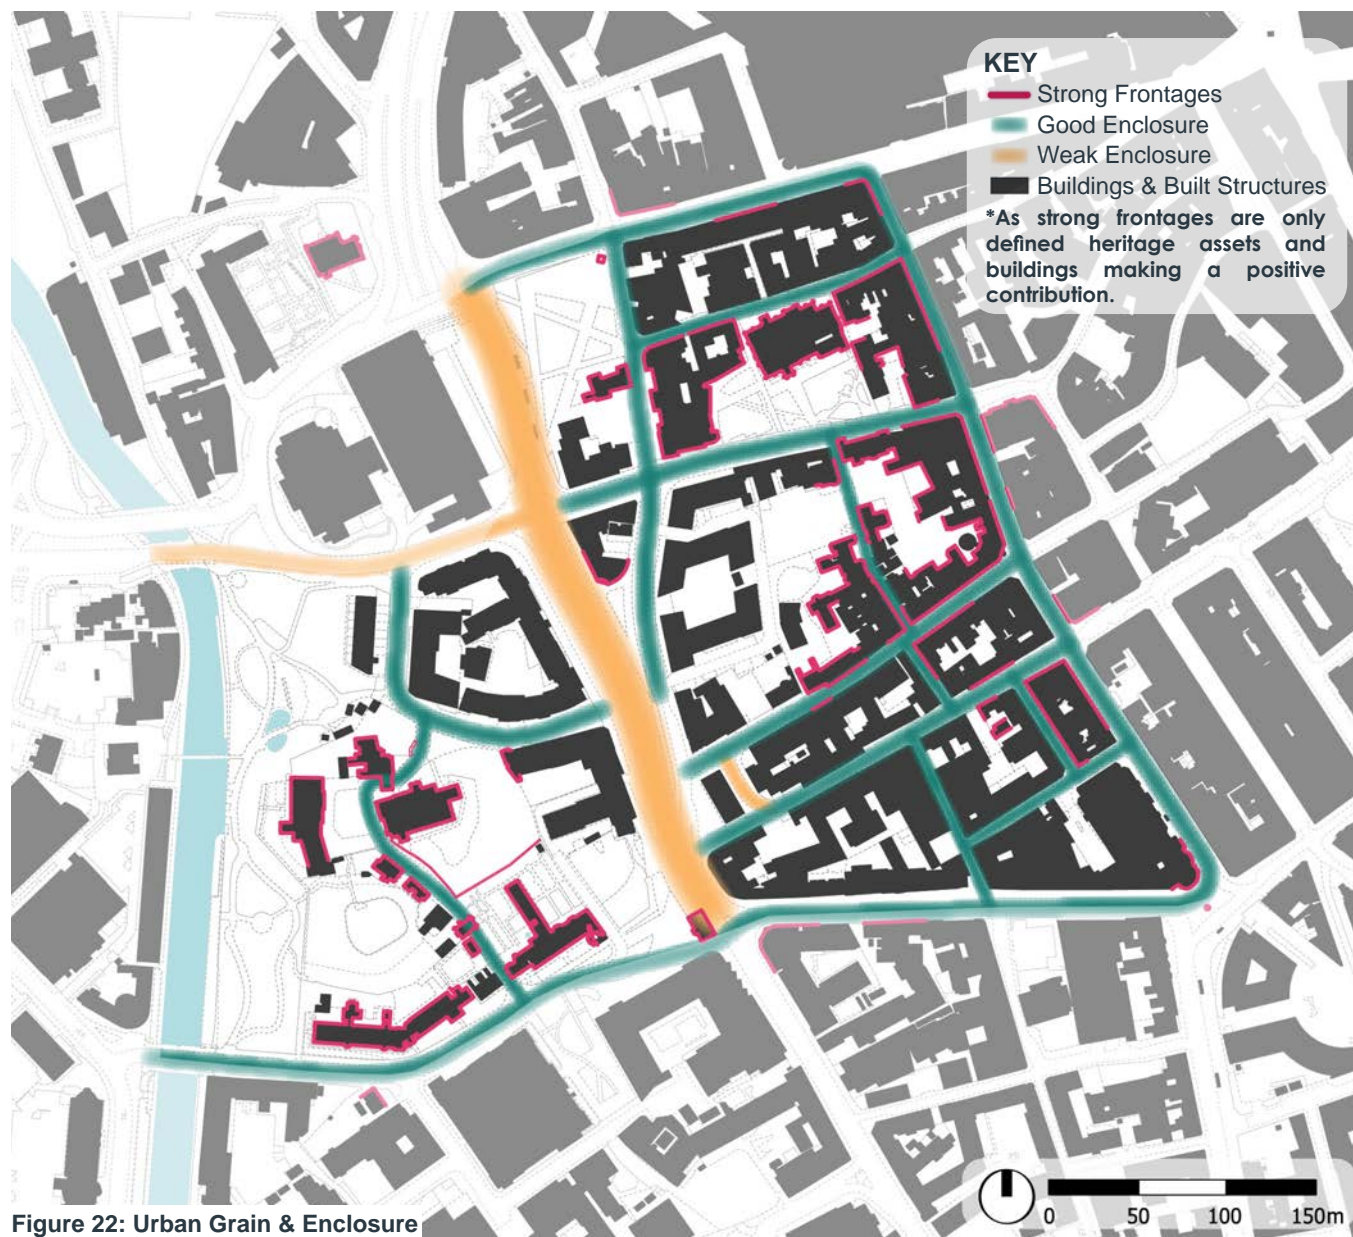 KEY
Strong Frontages
Good Enclosure
Weak Enclosure
Buildings & Built Structures
*As strong frontages are only
defined heritage assets and
buildings making a positive
contribution.
0 50 100 150m
Figure 22: Urban Grain & Enclosure